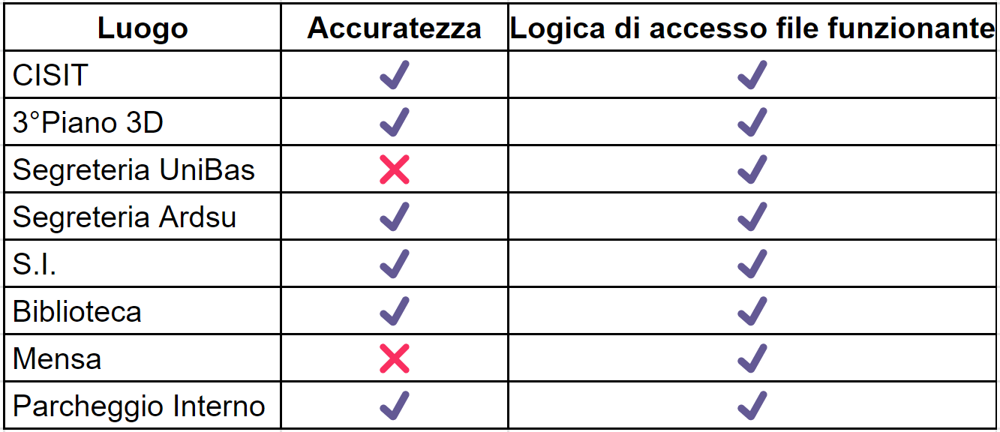 Luogo Accuratezza Logica di accesso file funzionante
CISIT ✓ ✓
3°Piano 3D ✓ ✓
Segreteria UniBas ✗ ✓
Segreteria Ardsu ✓ ✓
S.I. ✓ ✓
Biblioteca ✓ ✓
Mensa ✗ ✓
Parcheggio Interno ✓ ✓